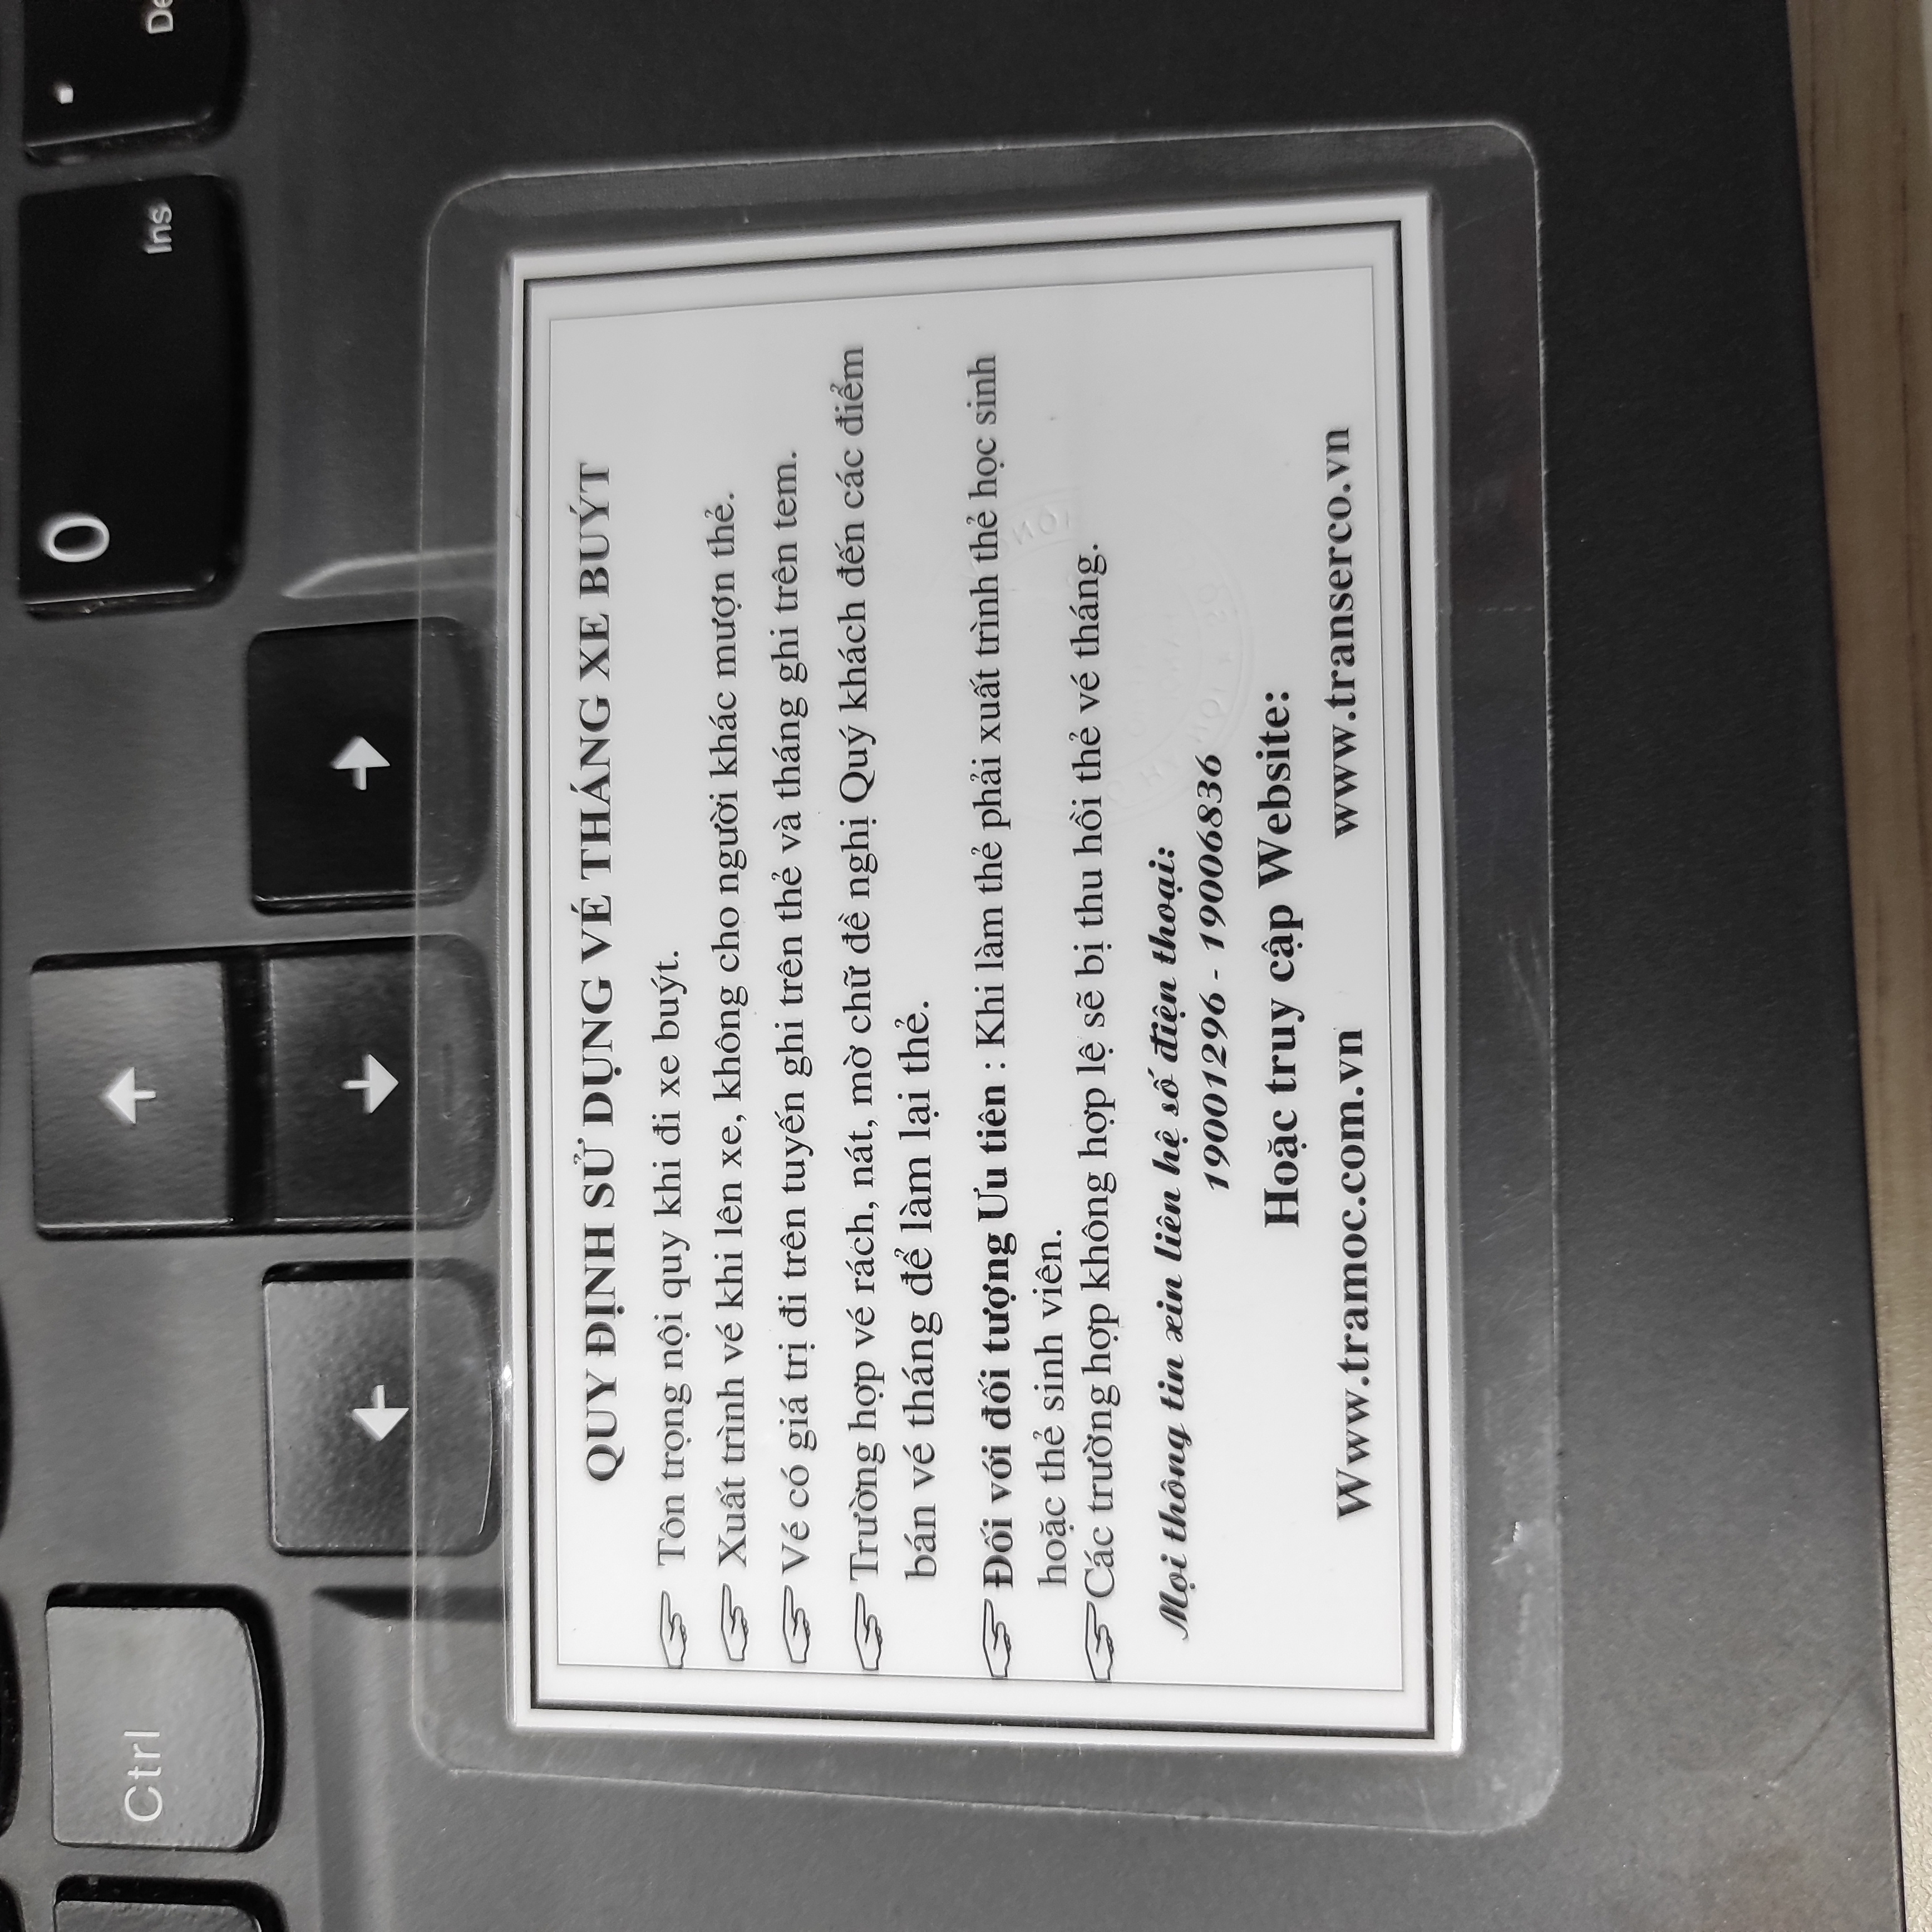 Ctrl
0
Ins
QUY ĐỊNH SỬ DỤNG VÉ THÁNG XE BUÝT
Tôn trọng nội quy khi đi xe buýt.
Xuất trình vé khi lên xe, không cho người khác mượn thẻ.
Vé có giá trị đi trên tuyến ghi trên thẻ và tháng ghi trên tem.
Trường hợp vé rách, nát, mờ chữ đề nghị Quý khách đến các điểm
bán vé tháng để làm lại thẻ.
Đối với đối tượng Ưu tiên : Khi làm thẻ phải xuất trình thẻ học sinh
hoặc thẻ sinh viên.
Các trường hợp không hợp lệ sẽ bị thu hồi thẻ vé tháng.
Mọi thông tin xin liên hệ số điện thoại:
19001296 - 19006836
Hoặc truy cập Website:
Www.tramoc.com.vn www.transerco.vn